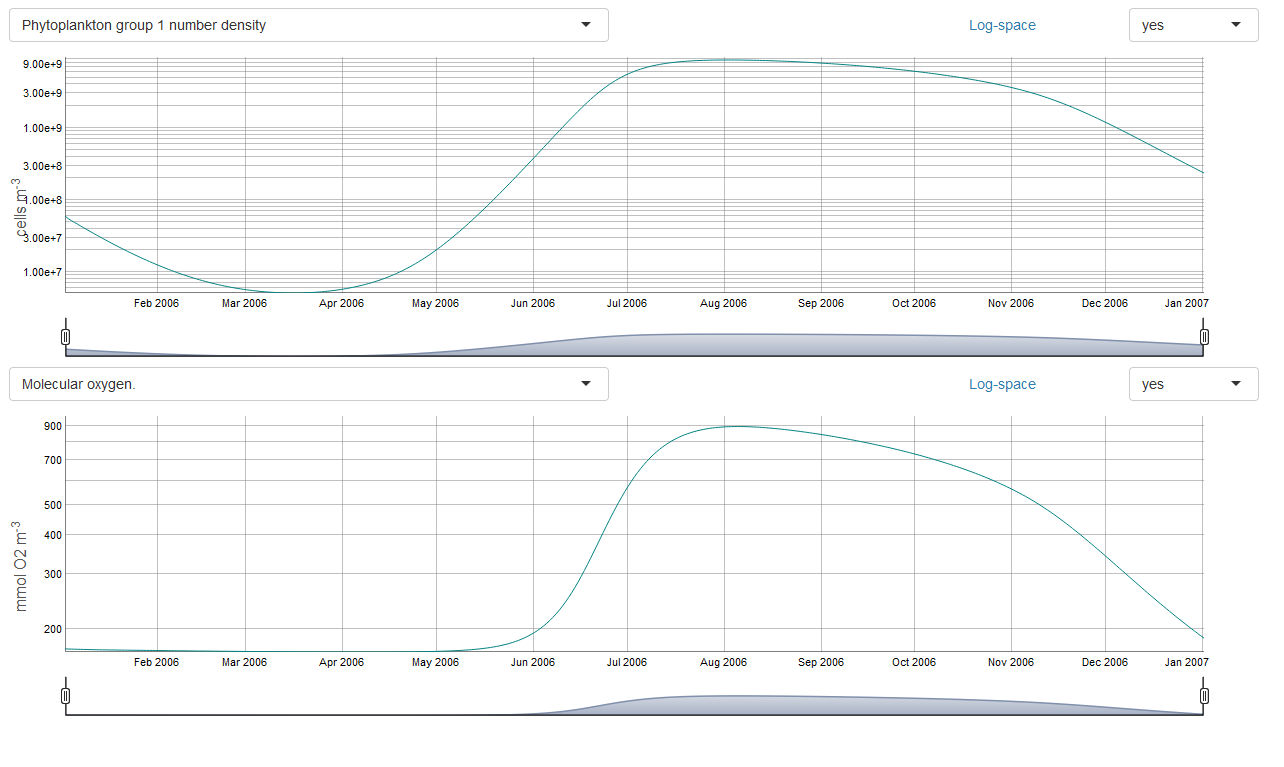 Phytoplankton group 1 number density
Log-space
yes
9.00e+9
3.00e+9
1.00e+9
3.00e+8
1.00e+8
3.00e+7
1.00e+7
cells m-3
Feb 2006 Mar 2006 Apr 2006 May 2006 Jun 2006 Jul 2006 Aug 2006 Sep 2006 Oct 2006 Nov 2006 Dec 2006 Jan 2007
Molecular oxygen.
Log-space
yes
900
700
500
400
300
200
mmol O2 m-3
Feb 2006 Mar 2006 Apr 2006 May 2006 Jun 2006 Jul 2006 Aug 2006 Sep 2006 Oct 2006 Nov 2006 Dec 2006 Jan 2007